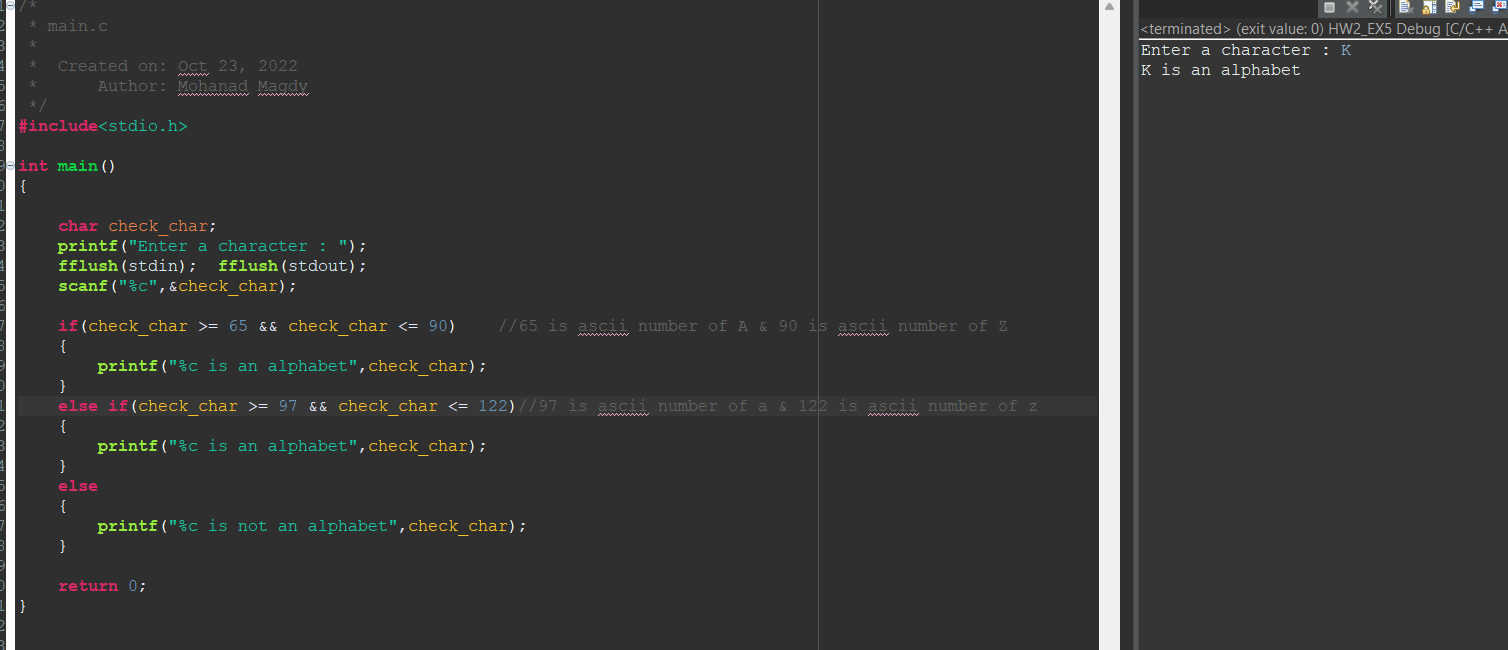 /*
* main.c
*
* Created on: Oct 23, 2022
* Author: Mohanad Magdy
*/
#include<stdio.h>
int main()
{
char check_char;
printf("Enter a character : ");
fflush(stdin); fflush(stdout);
scanf("%c",&check_char);
if(check_char >= 65 && check_char <= 90) //65 is ascii number of A & 90 is ascii number of Z
{
printf("%c is an alphabet",check_char);
}
else if(check_char >= 97 && check_char <= 122)//97 is ascii number of a & 122 is ascii number of z
{
printf("%c is an alphabet",check_char);
}
else
{
printf("%c is not an alphabet",check_char);
}
return 0;
}
<terminated> (exit value: 0) HW2_EX5 Debug [C/C++ A
Enter a character : K
K is an alphabet